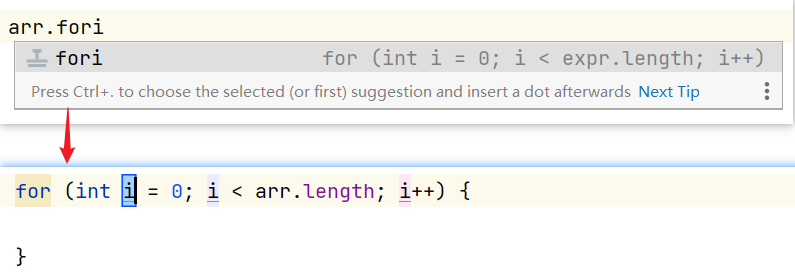 arr.fori
fori for (int i = 0; i < expr.length; i++)
Press Ctrl+. to choose the selected (or first) suggestion and insert a dot afterwards Next Tip
for (int i = 0; i < arr.length; i++) {
}